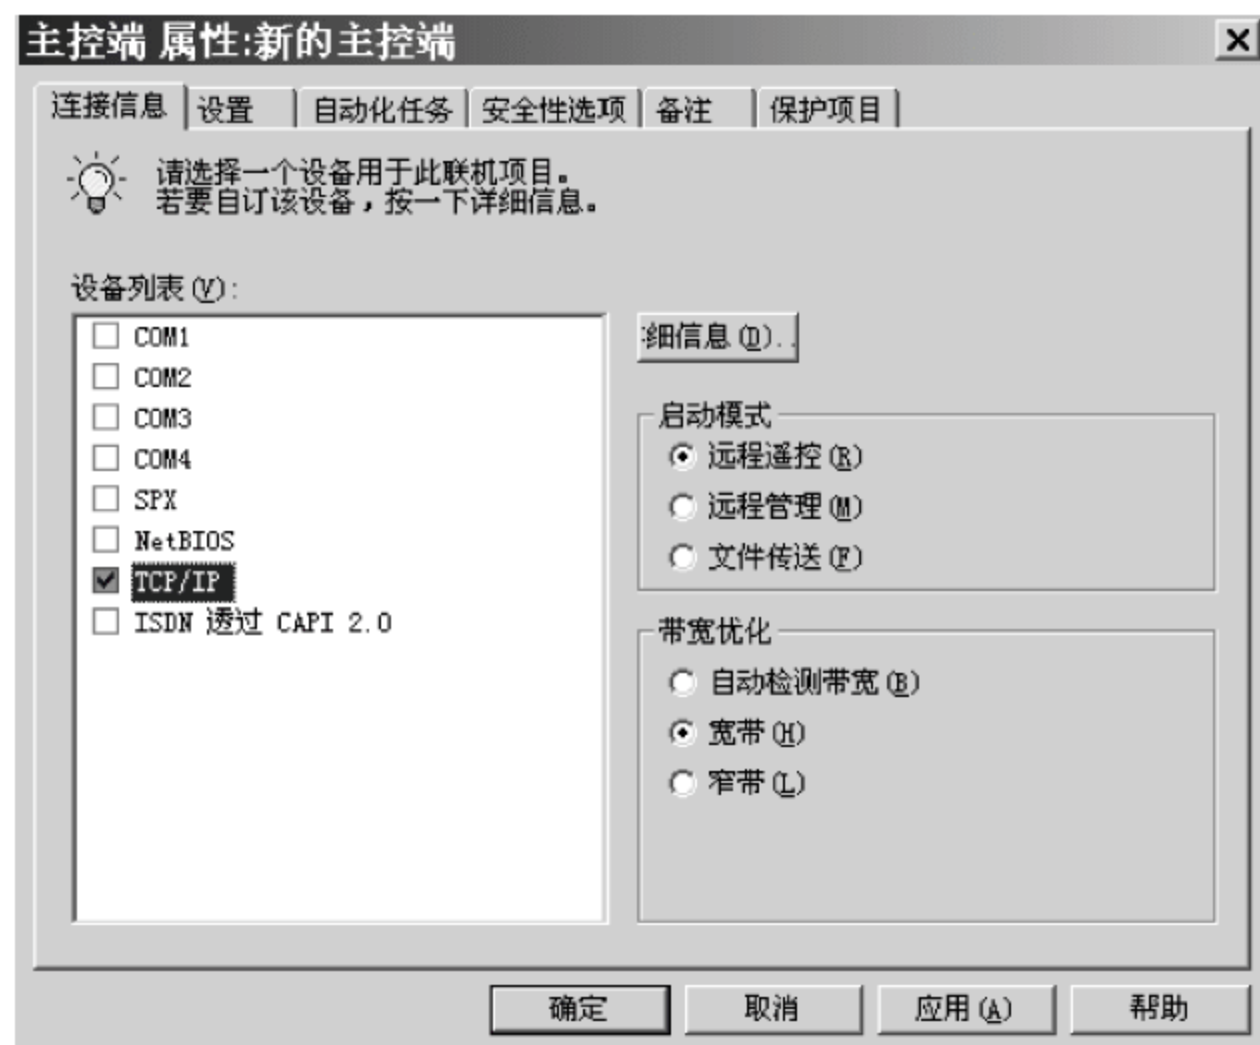 主控端 属性:新的主控端
连接信息 设置 自动化任务 安全性选项 备注 保护项目
请选择一个设备用于此联机项目。
若要自订该设备，按一下详细信息。
设备列表(V):
COM1
COM2
COM3
COM4
SPX
NetBIOS
TCP/IP
ISDN 透过 CAPI 2.0
细信息(D)..
启动模式
远程遥控(R)
远程管理(M)
文件传送(F)
带宽优化
自动检测带宽(B)
宽带(H)
窄带(L)
确定 取消 应用(A) 帮助